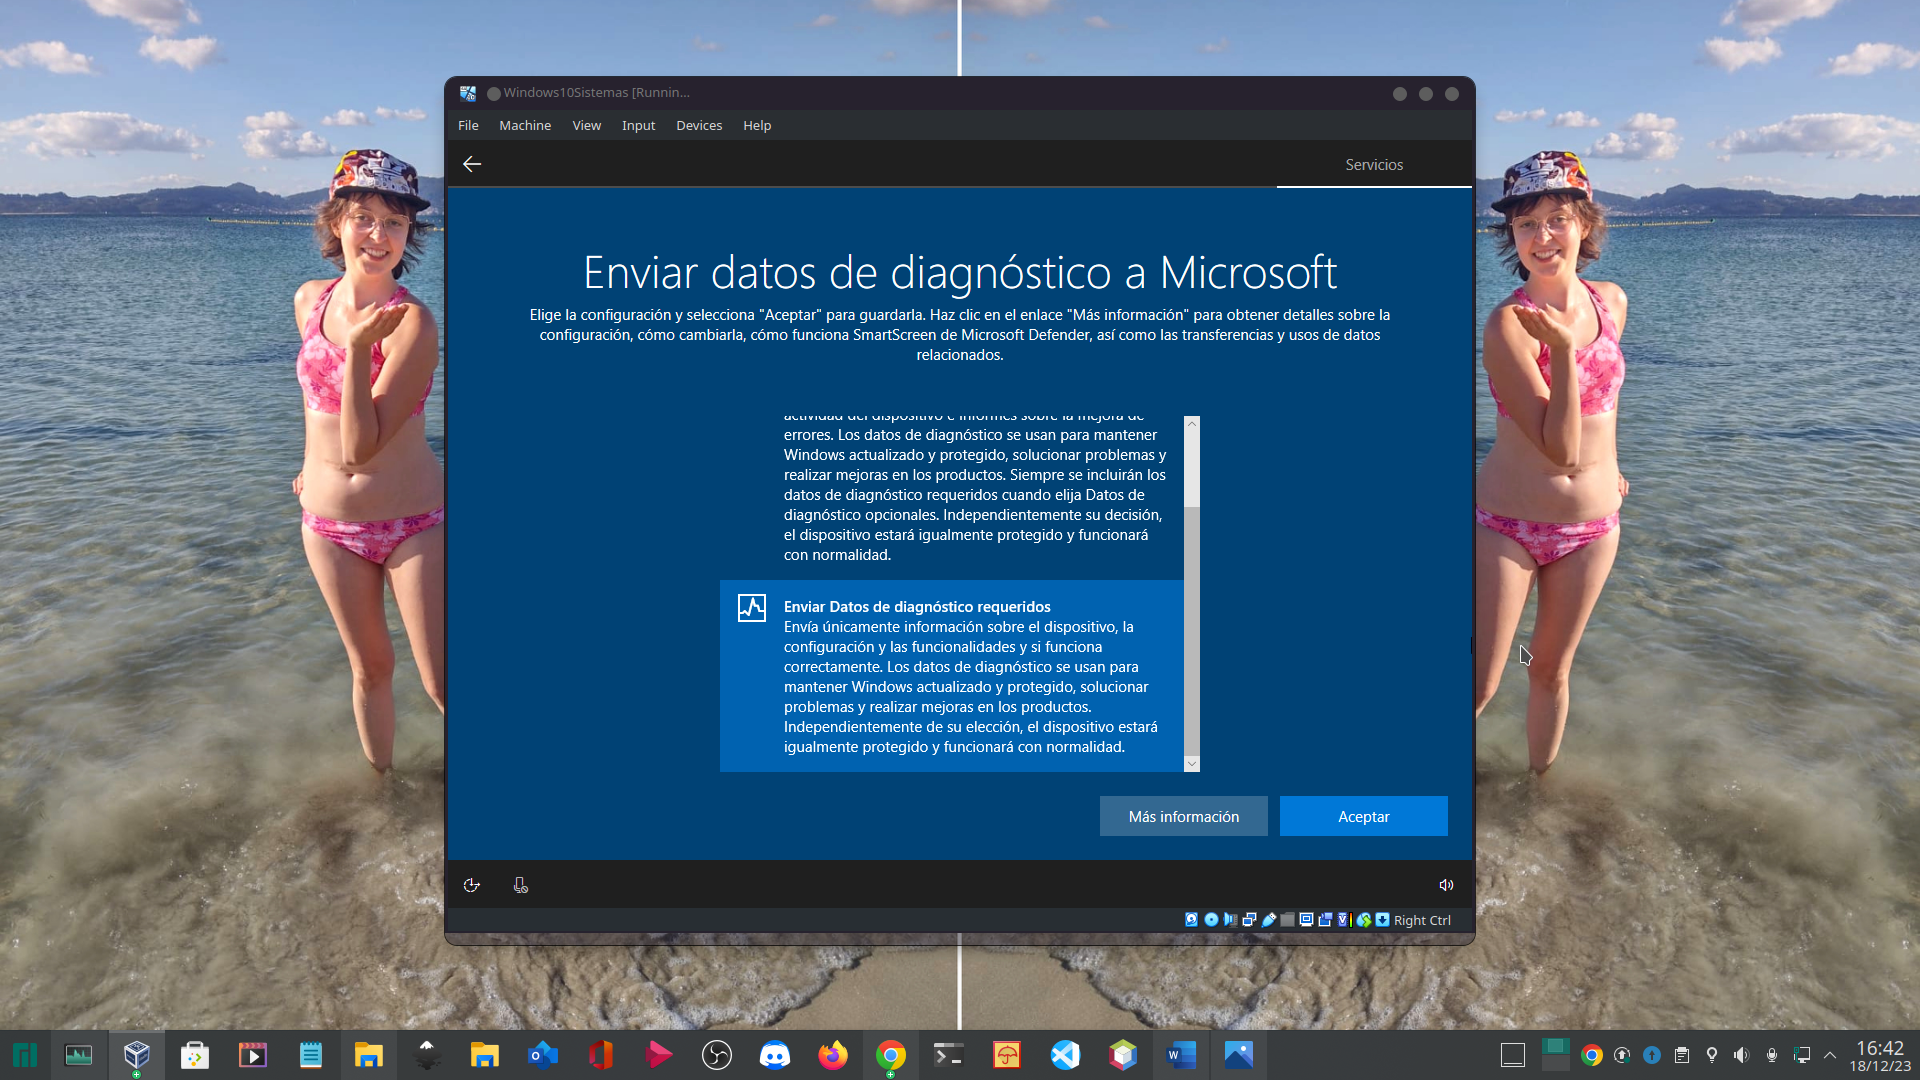 Windows10Sistemas [Runnin...
File Machine View Input Devices Help
Servicios
Enviar datos de diagnóstico a Microsoft
Elige la configuración y selecciona "Aceptar" para guardarla. Haz clic en el enlace "Más información" para obtener detalles sobre la
configuración, cómo cambiarla, cómo funciona SmartScreen de Microsoft Defender, así como las transferencias y usos de datos
relacionados.
actividad del dispositivo e informes sobre la mejora de
errores. Los datos de diagnóstico se usan para mantener
Windows actualizado y protegido, solucionar problemas y
realizar mejoras en los productos. Siempre se incluirán los
datos de diagnóstico requeridos cuando elija Datos de
diagnóstico opcionales. Independientemente su decisión,
el dispositivo estará igualmente protegido y funcionará
con normalidad.
Enviar Datos de diagnóstico requeridos
Envía únicamente información sobre el dispositivo, la
configuración y las funcionalidades y si funciona
correctamente. Los datos de diagnóstico se usan para
mantener Windows actualizado y protegido, solucionar
problemas y realizar mejoras en los productos.
Independientemente de su elección, el dispositivo estará
igualmente protegido y funcionará con normalidad.
Más información Aceptar
Right Ctrl
16:42
18/12/23